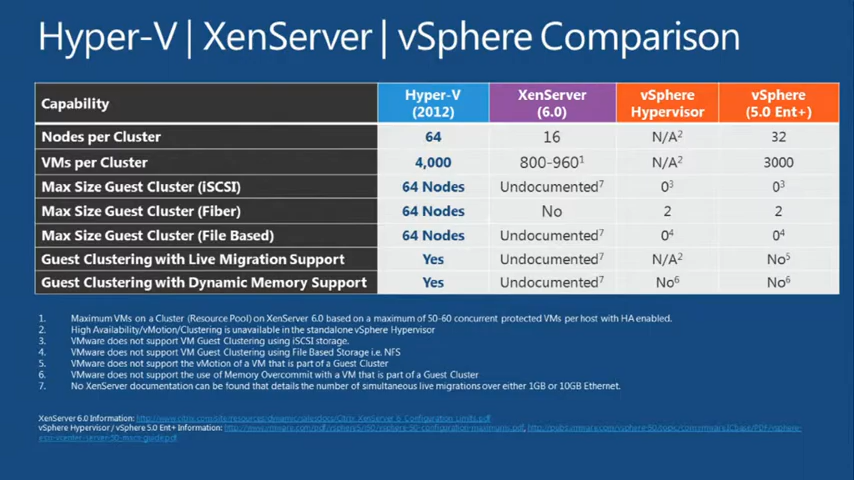 Hyper-V | XenServer | vSphere Comparison
Capability Hyper-V (2012) XenServer (6.0) vSphere Hypervisor vSphere (5.0 Ent+)
Nodes per Cluster 64 16 N/A² 32
VMs per Cluster 4,000 800-960¹ N/A² 3000
Max Size Guest Cluster (iSCSI) 64 Nodes Undocumented⁷ 0³ 0³
Max Size Guest Cluster (Fiber) 64 Nodes No 2 2
Max Size Guest Cluster (File Based) 64 Nodes Undocumented⁷ 0⁴ 0⁴
Guest Clustering with Live Migration Support Yes Undocumented⁷ N/A² No⁵
Guest Clustering with Dynamic Memory Support Yes Undocumented⁷ No⁶ No⁶
1. Maximum VMs on a Cluster (Resource Pool) on XenServer 6.0 based on a maximum of 50-60 concurrent protected VMs per host with HA enabled.
2. High Availability/vMotion/Clustering is unavailable in the standalone vSphere Hypervisor
3. VMware does not support VM Guest Clustering using iSCSI storage.
4. VMware does not support VM Guest Clustering using File Based Storage i.e. NFS
5. VMware does not support the vMotion of a VM that is part of a Guest Cluster
6. VMware does not support the use of Memory Overcommit with a VM that is part of a Guest Cluster
7. No XenServer documentation can be found that details the number of simultaneous live migrations over either 1GB or 10GB Ethernet.
XenServer 6.0 Information:
vSphere Hypervisor / vSphere 5.0 Ent+ Information: